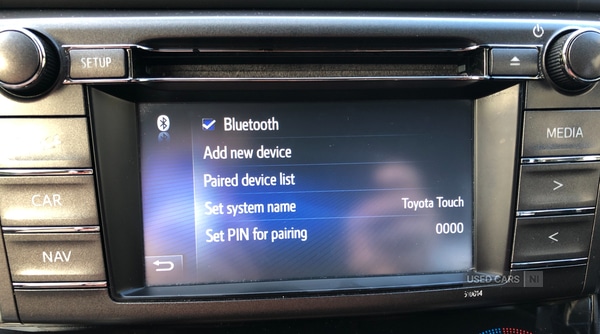 SETUP
Bluetooth
MEDIA
Add new device
Paired device list
>
CAR
Set system name Toyota Touch
Set PIN for pairing 0000
<
NAV
USED CARS NI